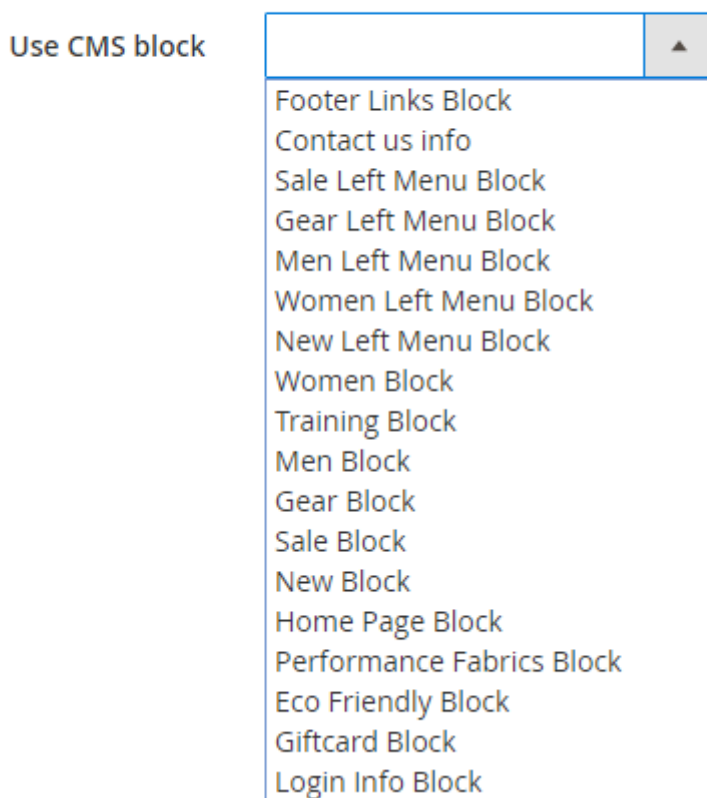 Use CMS block
Footer Links Block
Contact us info
Sale Left Menu Block
Gear Left Menu Block
Men Left Menu Block
Women Left Menu Block
New Left Menu Block
Women Block
Training Block
Men Block
Gear Block
Sale Block
New Block
Home Page Block
Performance Fabrics Block
Eco Friendly Block
Giftcard Block
Login Info Block